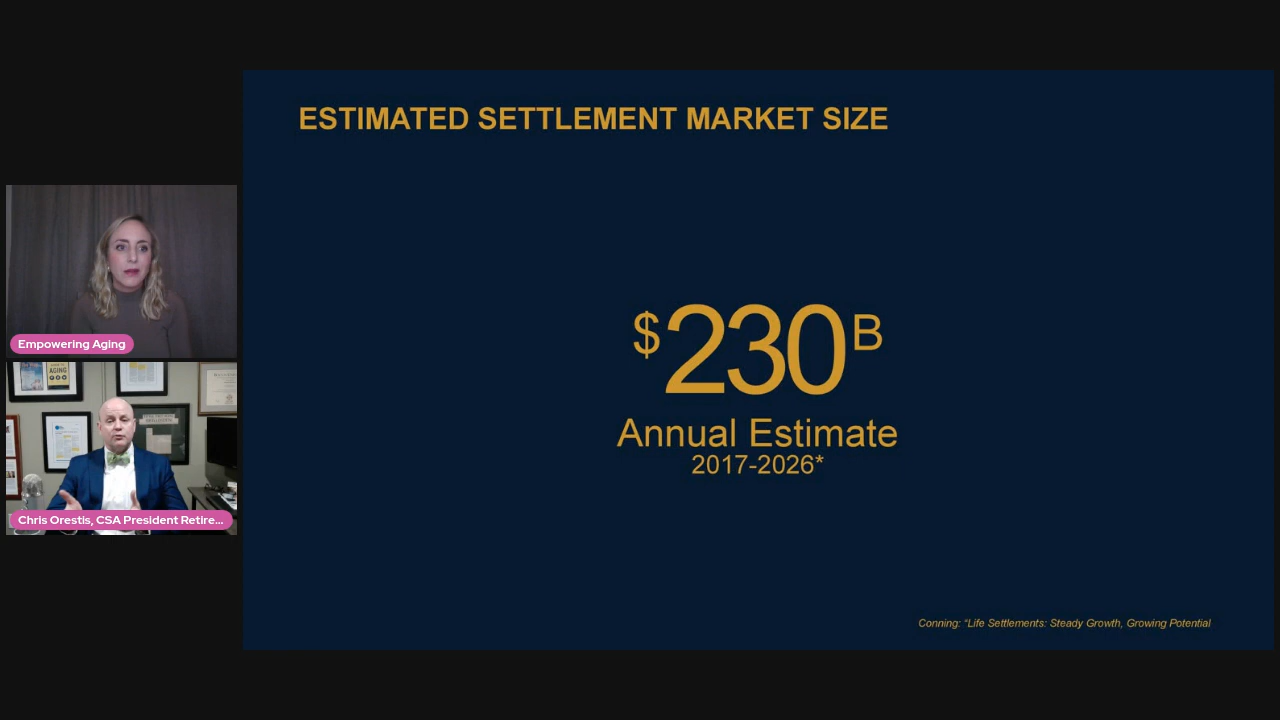 ESTIMATED SETTLEMENT MARKET SIZE
$230B
Annual Estimate
2017-2026*
Conning: *Life Settlements: Steady Growth, Growing Potential
Empowering Aging
AGING
Chris Orestis, CSA President Retire...